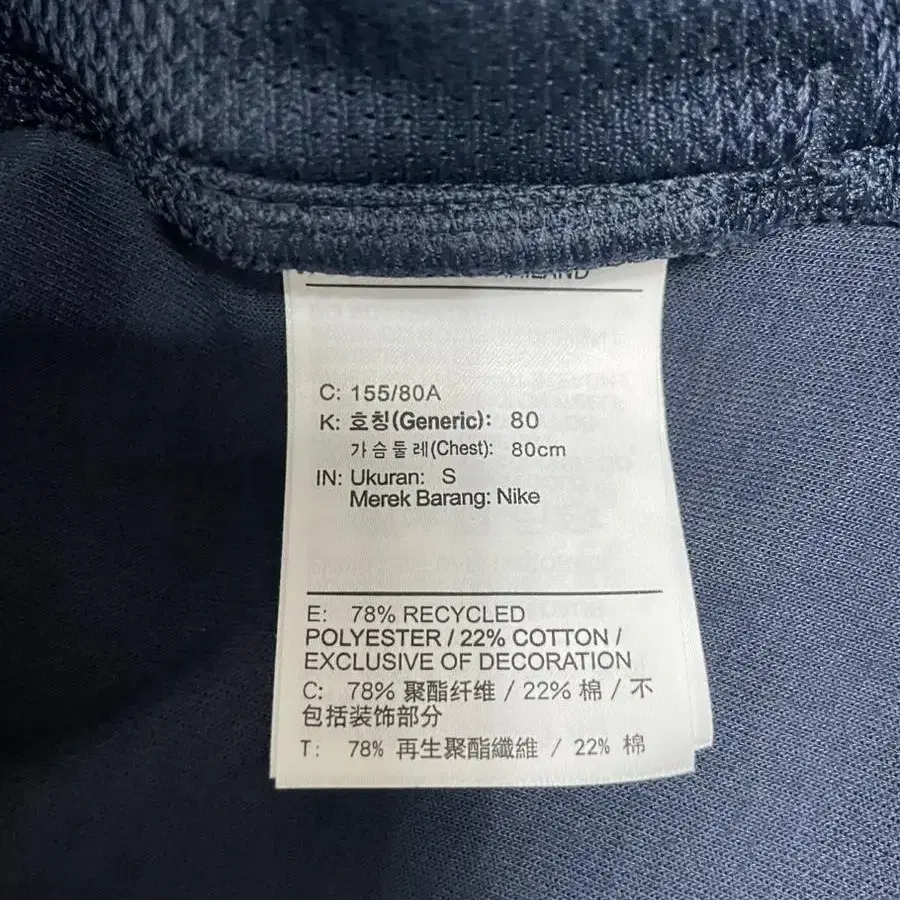 C: 155/80A
K: 호칭(Generic): 80
가슴둘레(Chest): 80cm
IN: Ukuran: S
Merek Barang: Nike
E: 78% RECYCLED
POLYESTER / 22% COTTON /
EXCLUSIVE OF DECORATION
C: 78% 聚酯纤维 / 22% 棉 / 不
包括装饰部分
T: 78% 再生聚酯纖維 / 22% 棉